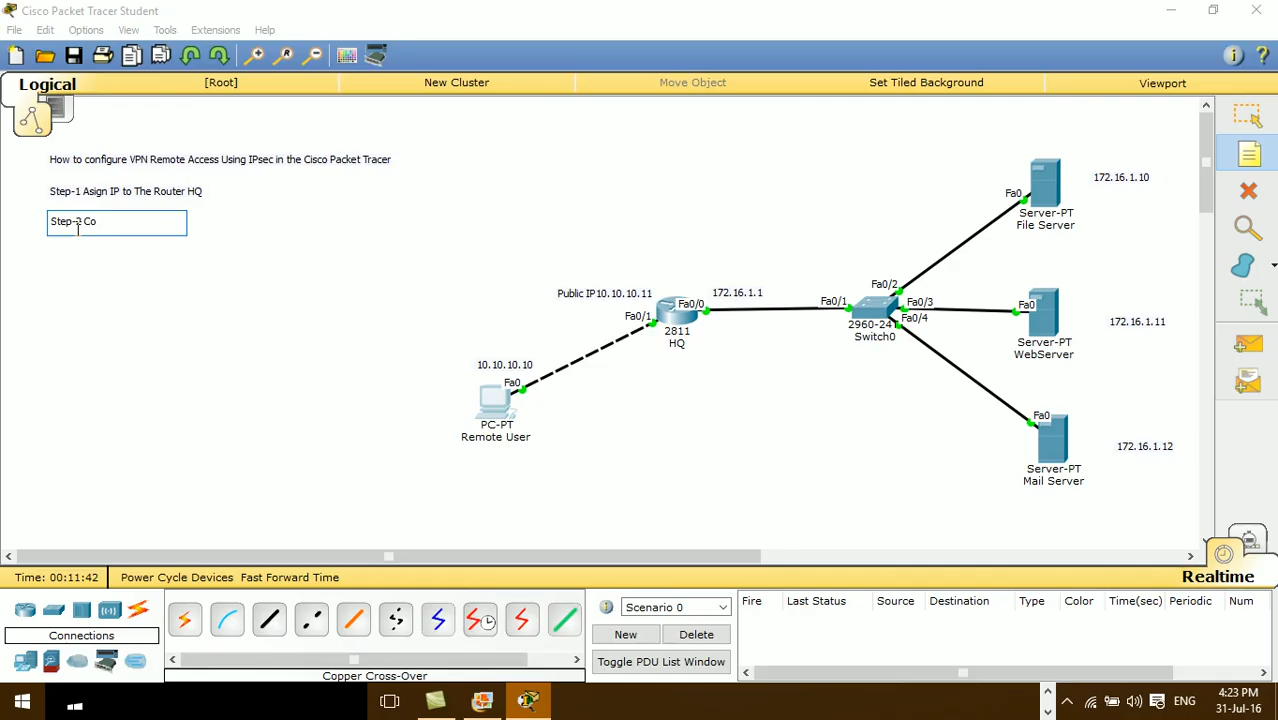 Cisco Packet Tracer Student
File Edit Options View Tools Extensions Help
Logical [Root] New Cluster Move Object Set Tiled Background Viewport
How to configure VPN Remote Access Using IPsec in the Cisco Packet Tracer
Step-1 Asign IP to The Router HQ
Step-2 Co
172.16.1.10
Fa0
Server-PT
File Server
Public IP10.10.10.11
172.16.1.1
Fa0/0
Fa0/1
2811
HQ
Fa0/1
Fa0/2
Fa0/3
Fa0/4
2960-24T
Switch0
Fa0
172.16.1.11
Server-PT
WebServer
10.10.10.10
Fa0
PC-PT
Remote User
Fa0
172.16.1.12
Server-PT
Mail Server
Time: 00:11:42 Power Cycle Devices Fast Forward Time
Realtime
Connections
Copper Cross-Over
Scenario 0
New Delete
Toggle PDU List Window
Fire Last Status Source Destination Type Color Time(sec) Periodic Num
ENG
4:23 PM
31-Jul-16